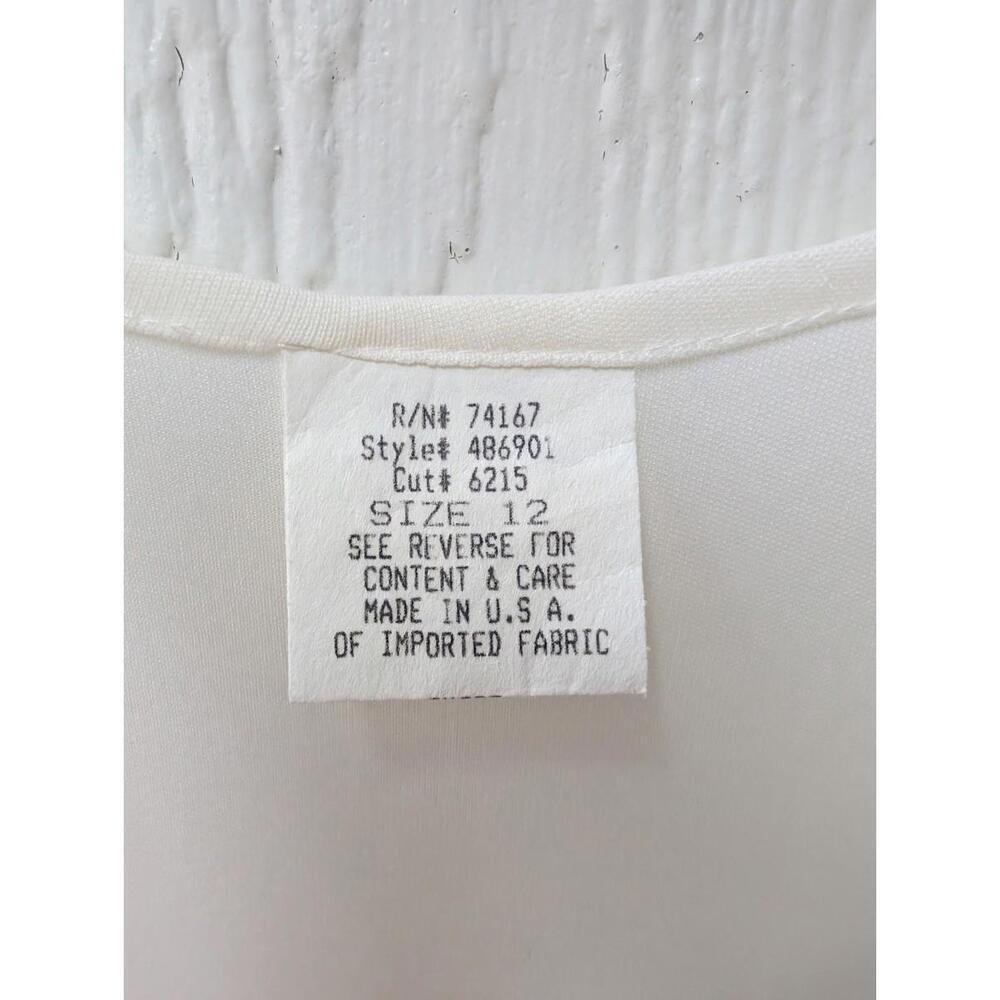 R/N# 74167
Style# 486901
Cut# 6215
SIZE 12
SEE REVERSE FOR
CONTENT & CARE
MADE IN U.S A.
OF IMPORTED FABRIC